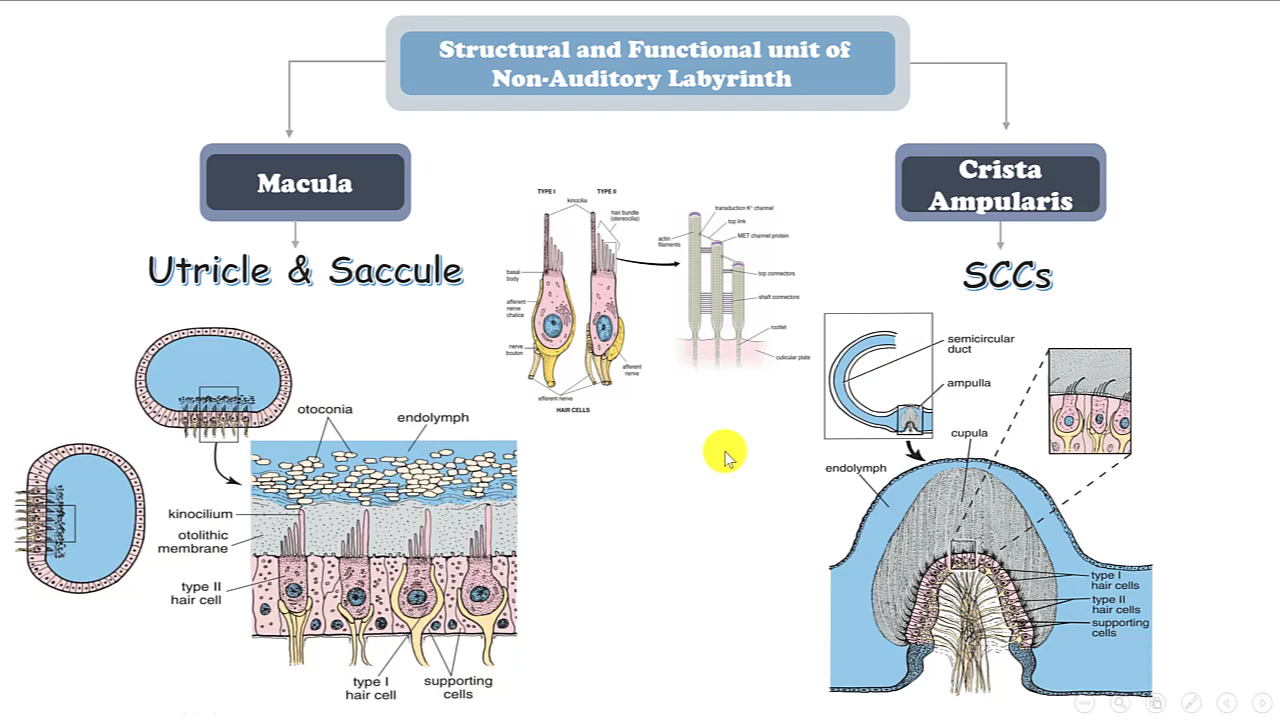 Structural and Functional unit of
Non-Auditory Labyrinth
Macula
Utricle & Saccule
Crista
Ampularis
SCCs
TYPE I
TYPE II
kinocilia
hair bundle
(stereocilia)
basal
body
afferent
nerve
chalice
nerve
bouton
afferent
nerve
efferent nerve
HAIR CELLS
transduction K+ channel
top link
MET channel protein
actin
filaments
top connectors
shaft connectors
rootlet
cuticular plate
otoconia
endolymph
kinocilium
otolithic
membrane
type II
hair cell
type I
hair cell
supporting
cells
semicircular
duct
ampulla
cupula
endolymph
type I
hair cells
type II
hair cells
supporting
cells